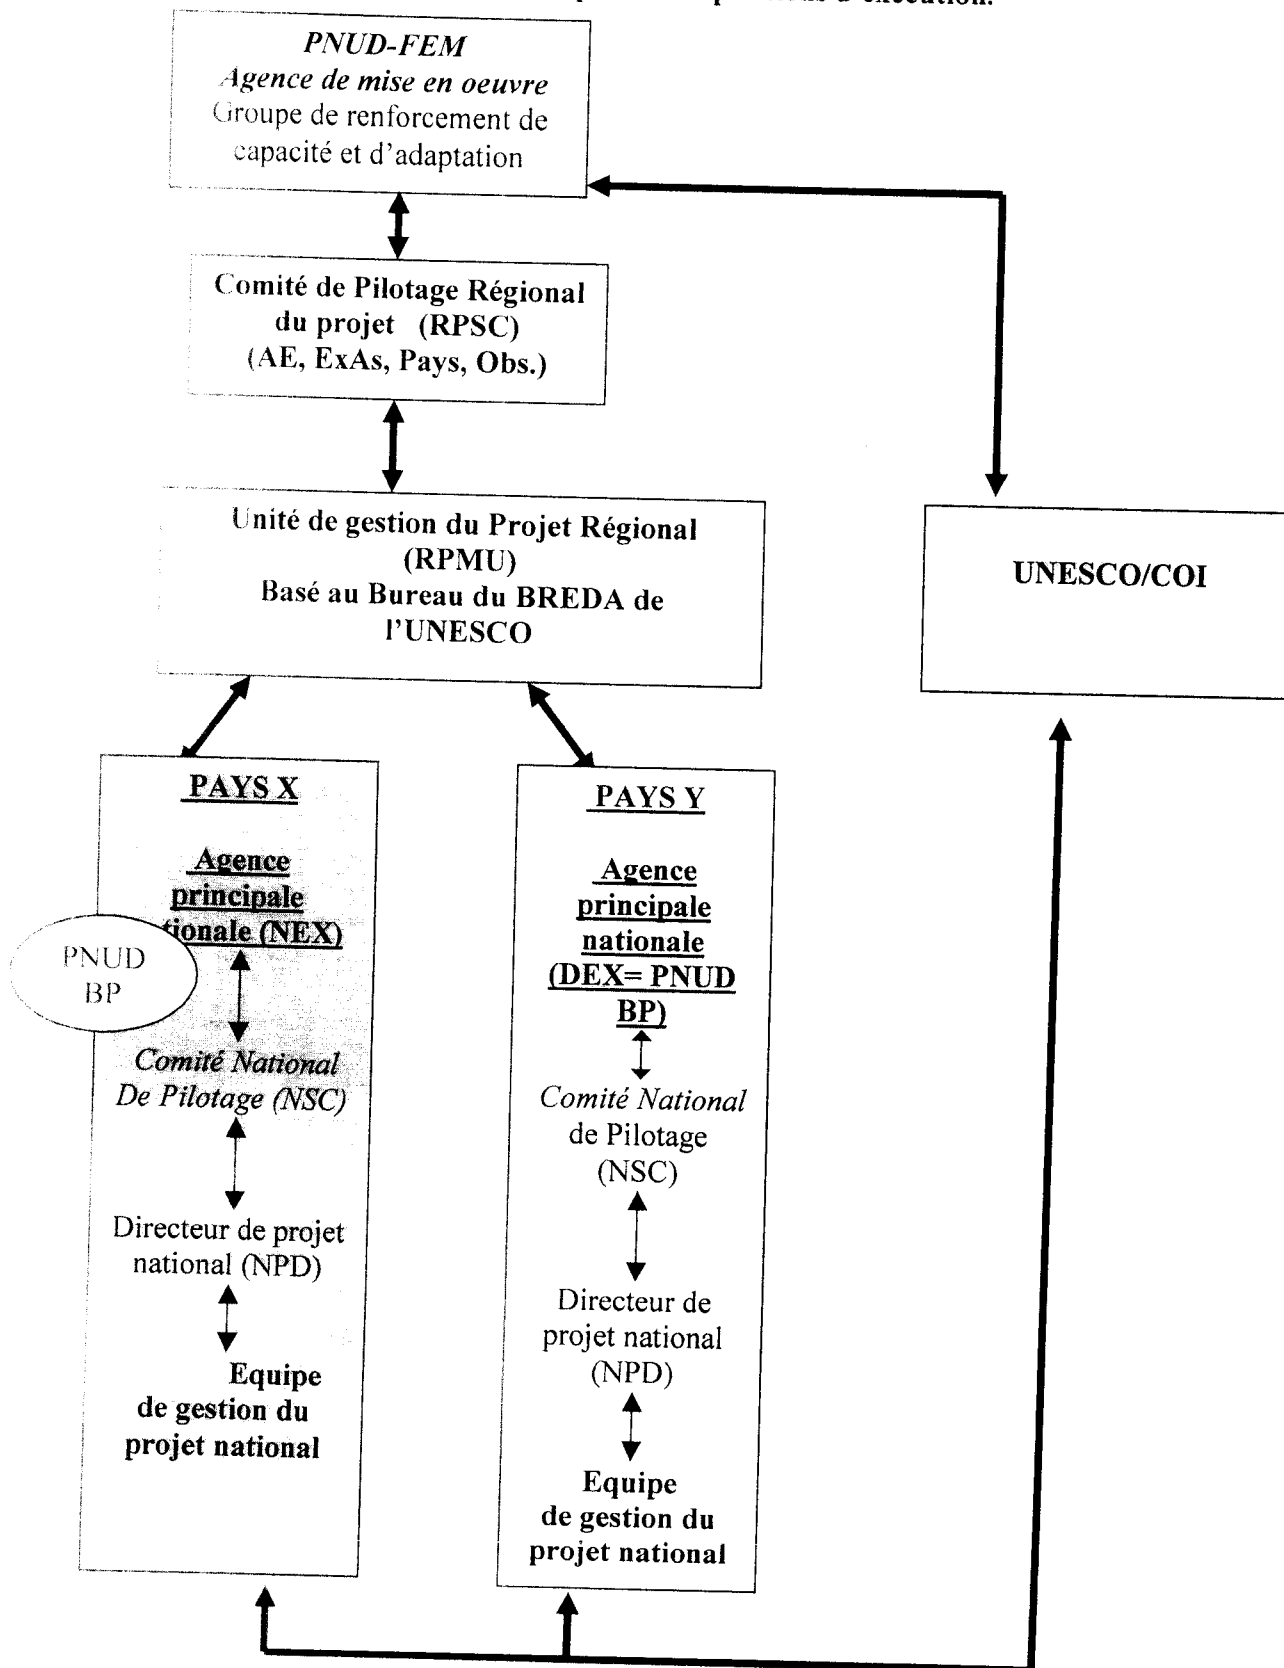 d'exécution.
PNUD-FEM
Agence de mise en oeuvre
Groupe de renforcement de
capacité et d'adaptation
Comité de Pilotage Régional
du projet (RPSC)
(AE, ExAs, Pays, Obs.)
Unité de gestion du Projet Régional
(RPMU)
Basé au Bureau du BREDA de
l'UNESCO
UNESCO/COI
PAYS X
Agence
principale
tionale (NEX)
PNUD
BP
Comité National
De Pilotage (NSC)
Directeur de projet
national (NPD)
Equipe
de gestion du
projet national
PAYS Y
Agence
principale
nationale
(DEX= PNUD
BP)
Comité National
de Pilotage
(NSC)
Directeur de
projet national
(NPD)
Equipe
de gestion du
projet national